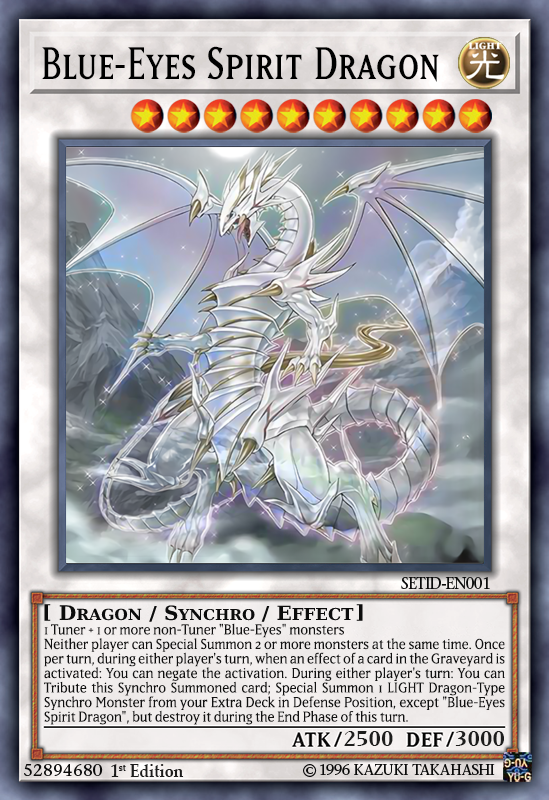 Blue-Eyes Spirit Dragon
LIGHT
光
SETID-EN001
[ Dragon / Synchro / Effect ]
1 Tuner + 1 or more non-Tuner "Blue-Eyes" monsters
Neither player can Special Summon 2 or more monsters at the same time. Once
per turn, during either player's turn, when an effect of a card in the Graveyard is
activated: You can negate the activation. During either player's turn: You can
Tribute this Synchro Summoned card; Special Summon 1 LIGHT Dragon-Type
Synchro Monster from your Extra Deck in Defense Position, except "Blue-Eyes
Spirit Dragon", but destroy it during the End Phase of this turn.
ATK/2500 DEF/3000
52894680 1st Edition ©1996 KAZUKI TAKAHASHI